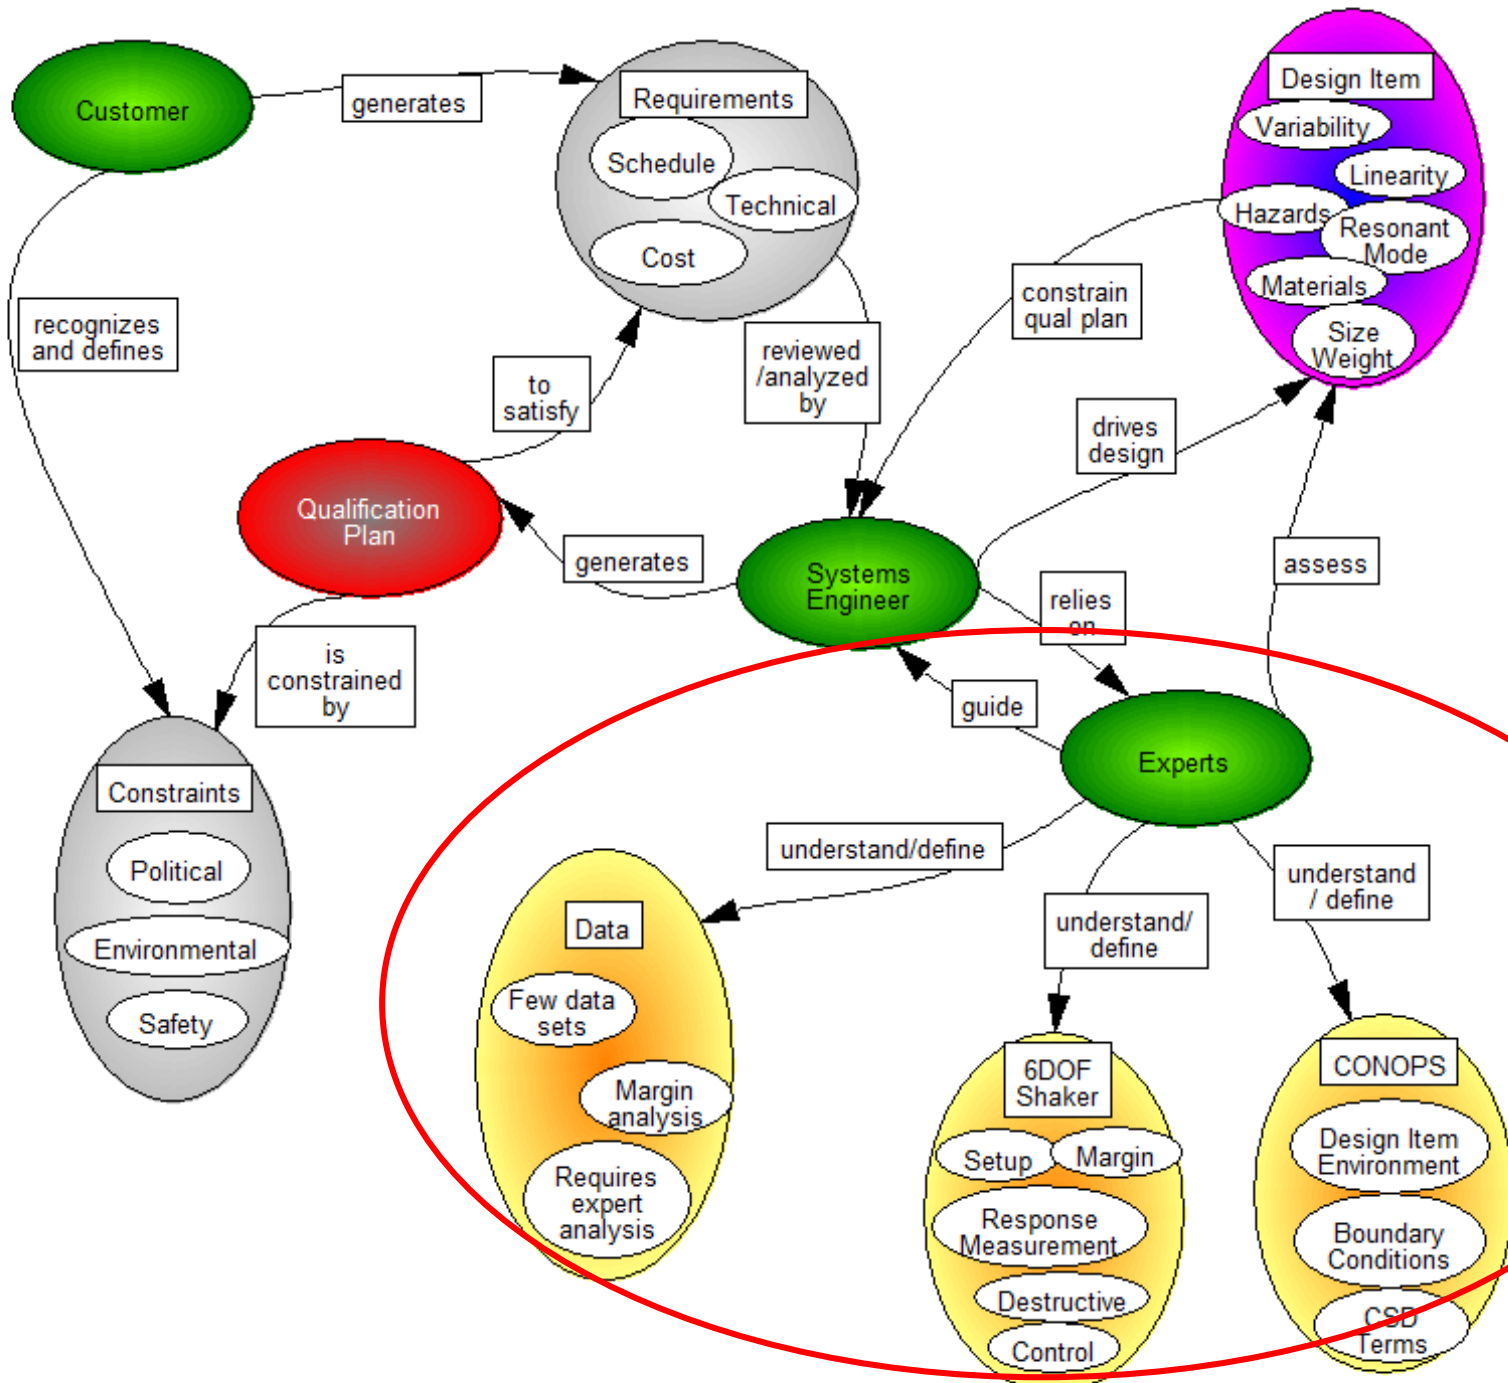 Customer
generates
Requirements
Schedule
Technical
Cost
Design Item
Variability
Linearity
Hazards
Resonant
Mode
Materials
Size
Weight
recognizes
and defines
to
satisfy
reviewed
/analyzed
by
constrain
qual plan
drives
design
Qualification
Plan
generates
Systems
Engineer
relies
on
assess
is
constrained
by
guide
Experts
Constraints
Political
Environmental
Safety
understand/define
understand/
define
understand
/ define
Data
Few data
sets
Margin
analysis
Requires
expert
analysis
6DOF
Shaker
Setup
Margin
Response
Measurement
Destructive
Control
CONOPS
Design Item
Environment
Boundary
Conditions
CSD
Terms